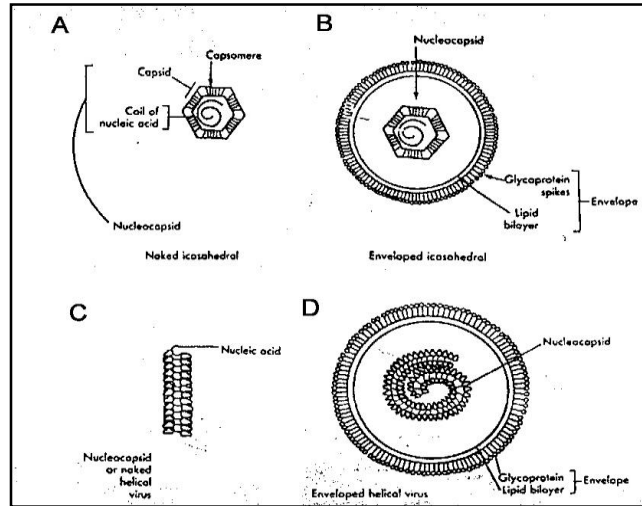 A
Capsomere
Capsid
Coil of
nucleic acid
Nucleocapsid
Naked icosahedral
B
Nucleocapsid
Glycoprotein
spikes
Envelope
Lipid
bilayer
Enveloped icosahedral
C
Nucleic acid
Nucleocapsid
or naked
helical
virus
D
Nucleocapsid
Glycoprotein
Lipid bilayer
Envelope
Enveloped helical virus